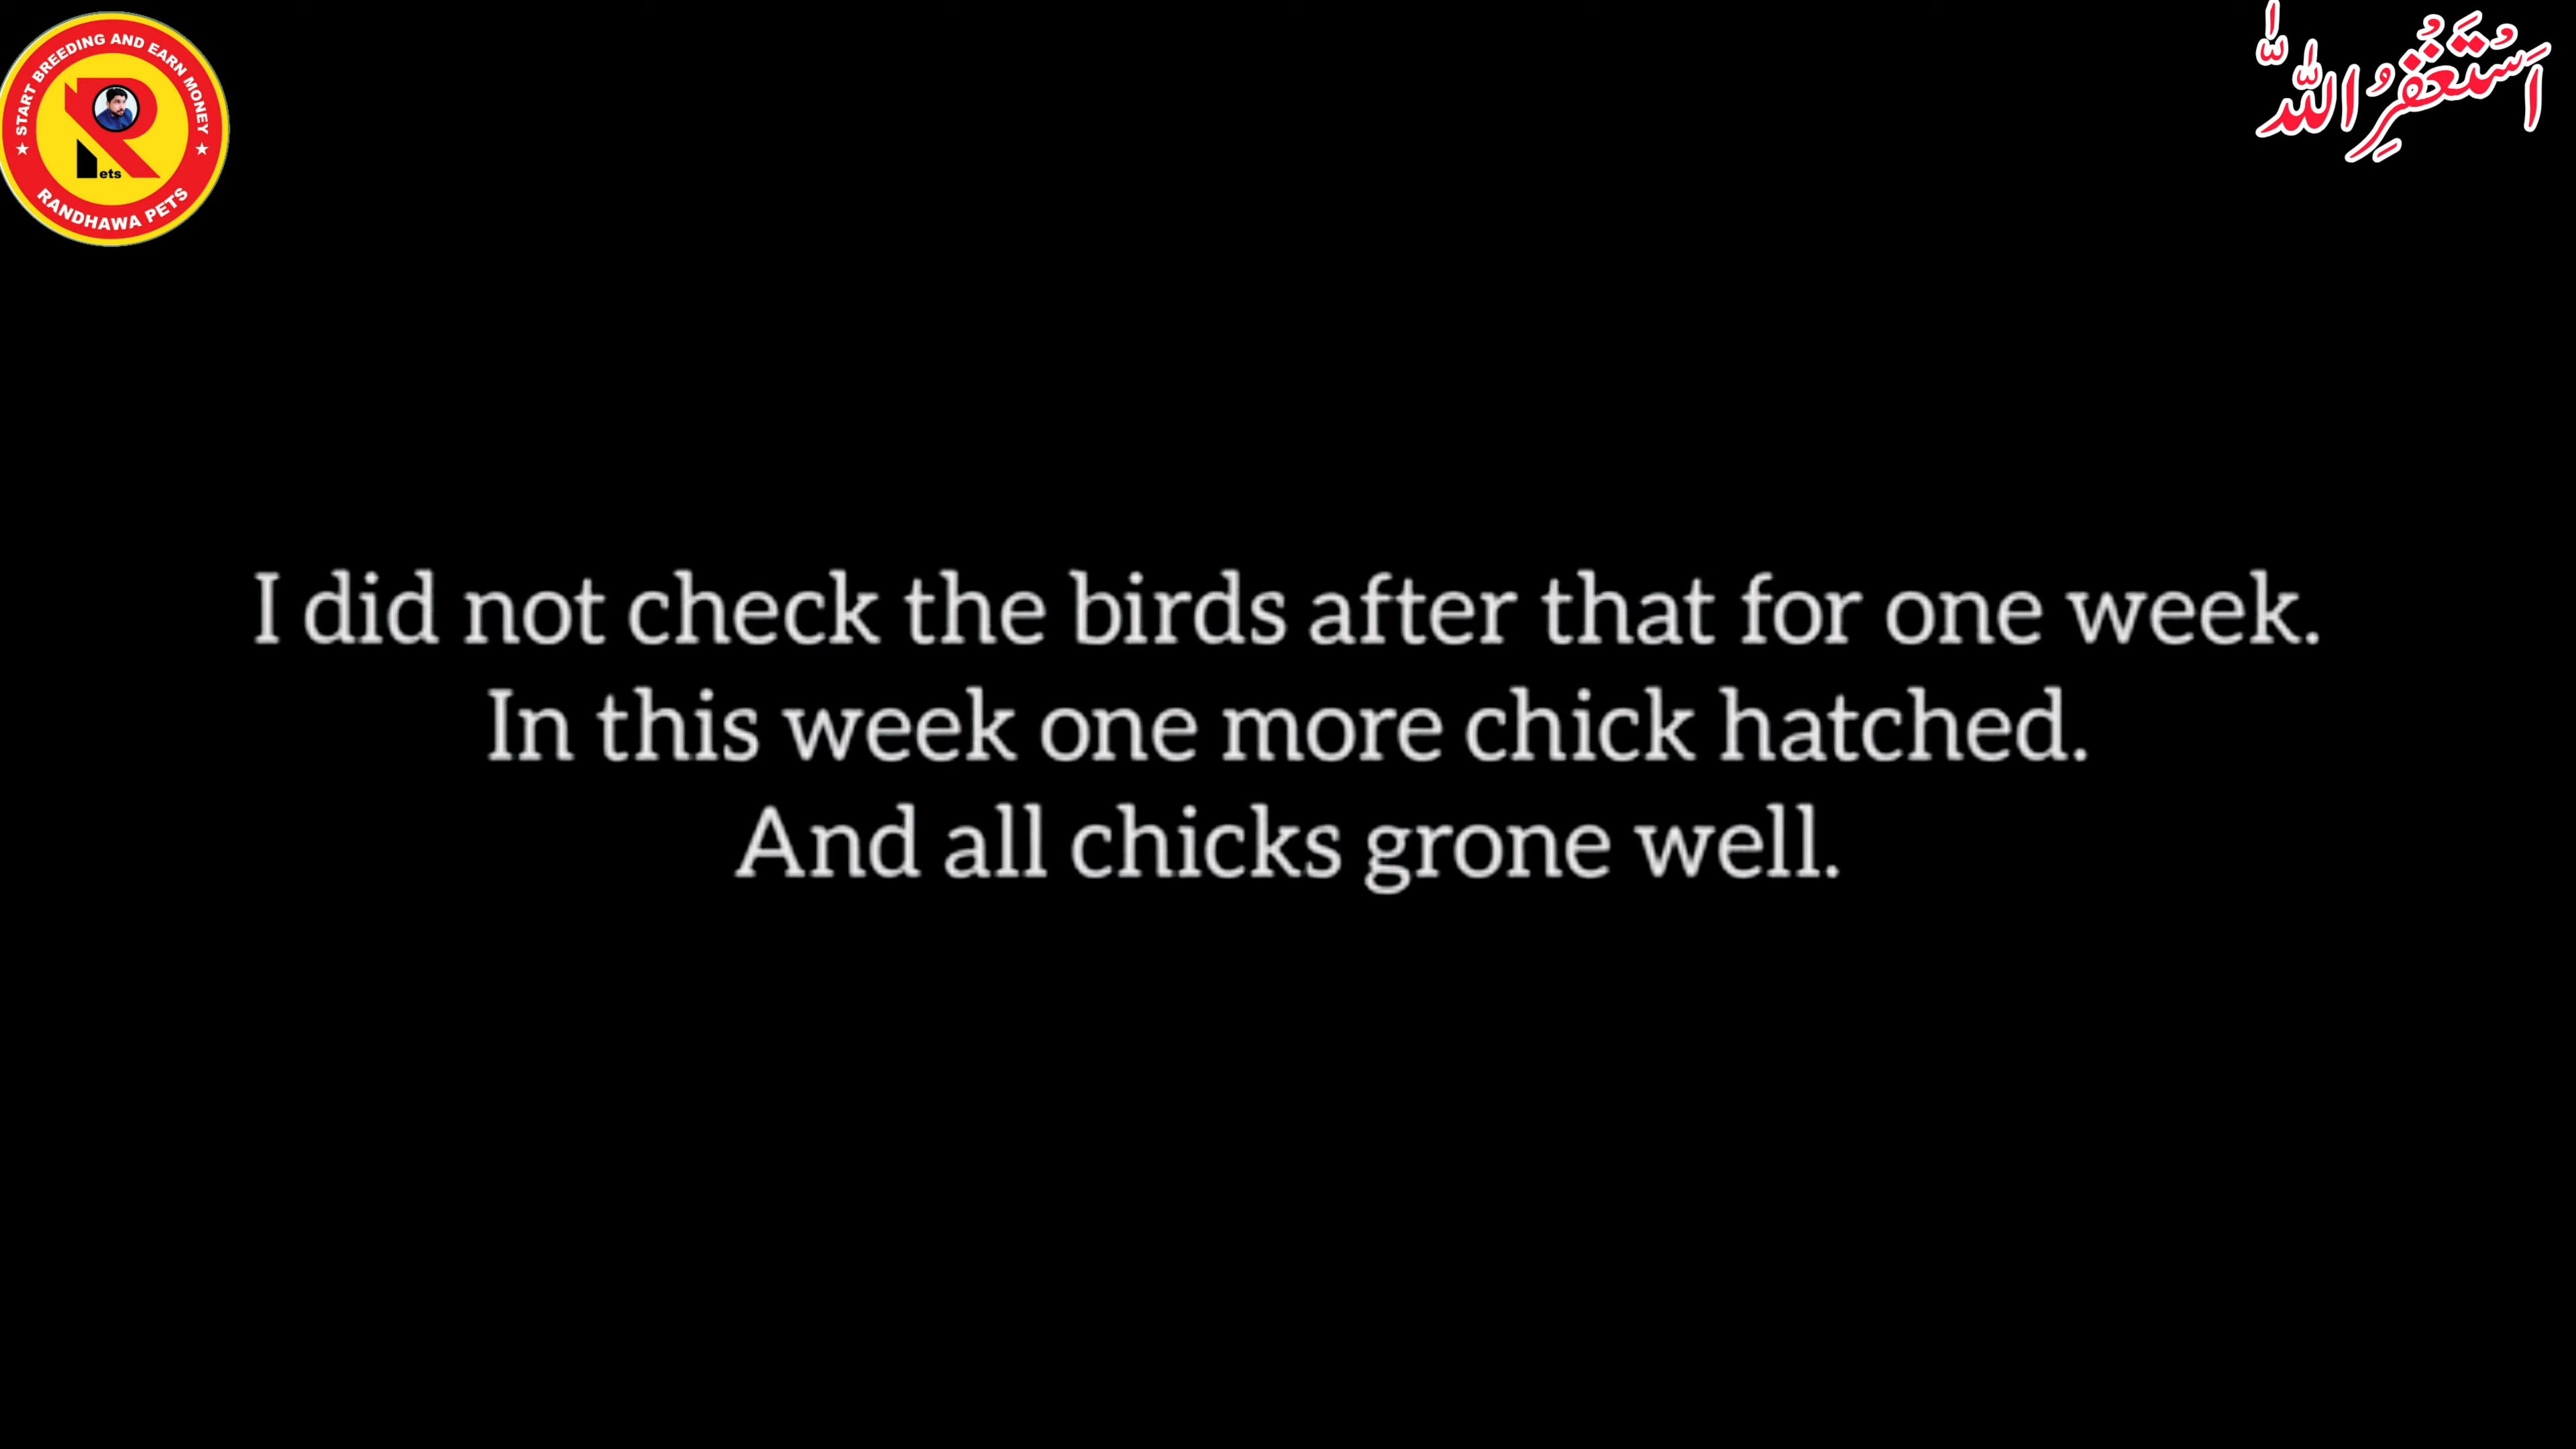 START BREEDING AND EARN MONEY
ets
RANDHAWA PETS
اَسْتَغْفِرُ اللّٰهَ
I did not check the birds after that for one week.
In this week one more chick hatched.
And all chicks grone well.